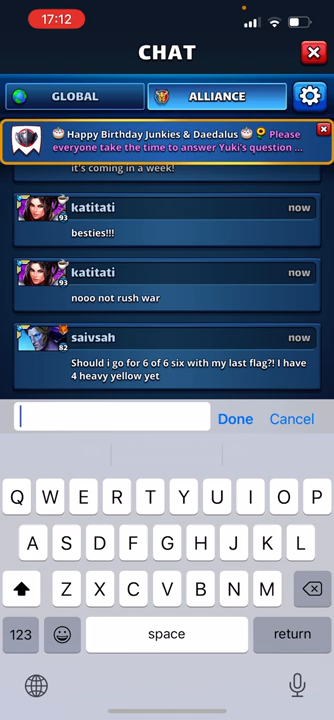 17:12
CHAT
GLOBAL
ALLIANCE
🎂 Happy Birthday Junkies & Daedalus 🎂 🌻 Please
everyone take the time to answer Yuki's question ...
it's coming in a week!
katitati
now
93
besties!!!
katitati
now
93
nooo not rush war
saivsah
now
82
Should i go for 6 of 6 six with my last flag?! I have
4 heavy yellow yet
Done
Cancel
Q W E R T Y U I O P
A S D F G H J K L
Z X C V B N M
123
space
return